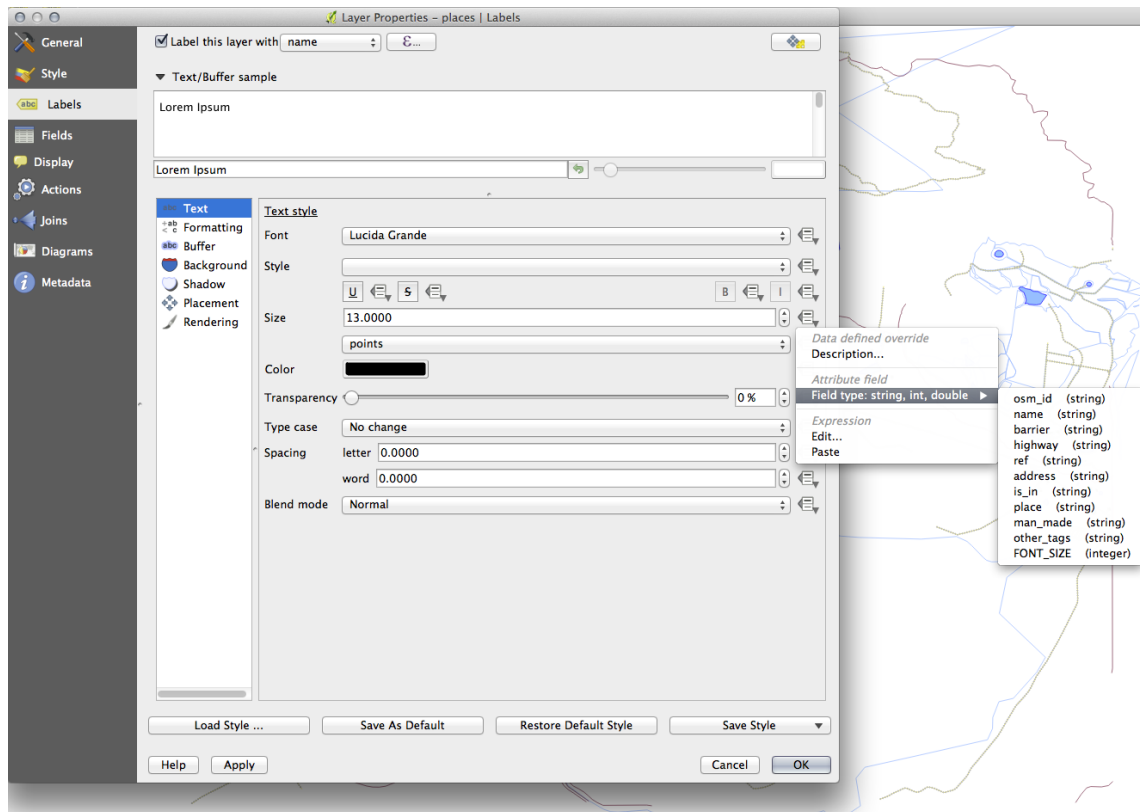 Layer Properties - places | Labels
General
Style
abc Labels
Fields
Display
Actions
Joins
Diagrams
Metadata
Label this layer with name ε...
Text/Buffer sample
Lorem Ipsum
Lorem Ipsum
Text
Formatting
abc Buffer
Background
Shadow
Placement
Rendering
Text style
Font Lucida Grande
Style
U S B I
Size 13.0000
points
Color
Transparency 0 %
Type case No change
Spacing letter 0.0000
word 0.0000
Blend mode Normal
Data defined override
Description...
Attribute field
Field type: string, int, double
Expression
Edit...
Paste
osm_id (string)
name (string)
barrier (string)
highway (string)
ref (string)
address (string)
is_in (string)
place (string)
man_made (string)
other_tags (string)
FONT_SIZE (integer)
Load Style ... Save As Default Restore Default Style Save Style
Help Apply Cancel OK